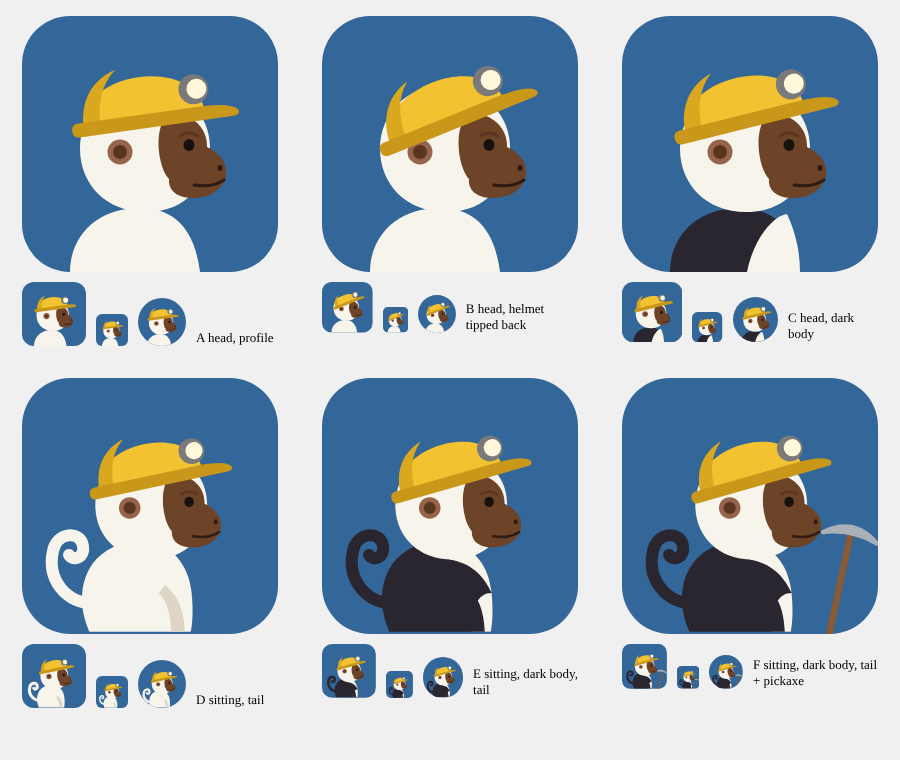 A head, profile
B head, helmet
tipped back
C head, dark
body
D sitting, tail
E sitting, dark body,
tail
F sitting, dark body, tail
+ pickaxe